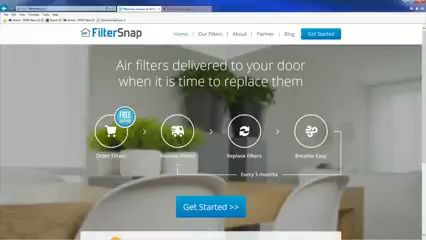 FilterSnap
Home | Our Filters | About | Partner | Blog
Get Started
Air filters delivered to your door
when it is time to replace them
FREE
Order Filters
Receive Filters
Replace Filters
Breathe Easy
Every 3 months
Get Started >>